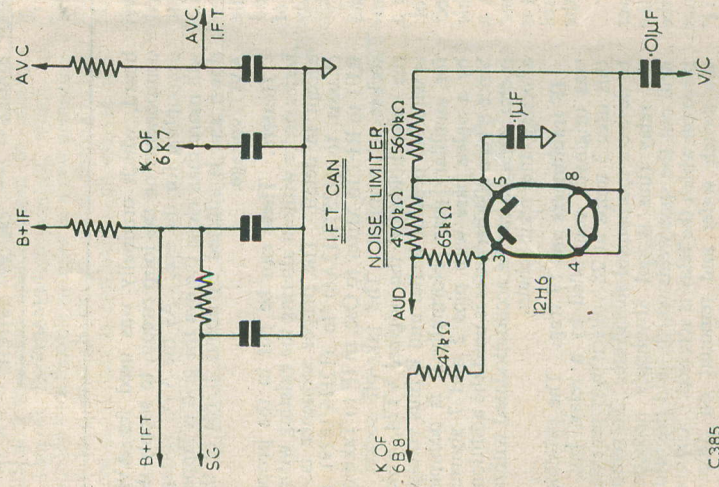 AVC
AVC
I.F.T
K OF
6K7
B+IF
B+IFT
SG
I.F.T CAN
NOISE LIMITER
560kΩ
470kΩ
65kΩ
·1µF
AUD
47kΩ
K OF
6B8
3
5
4
8
12H6
·01µF
V/C
C385